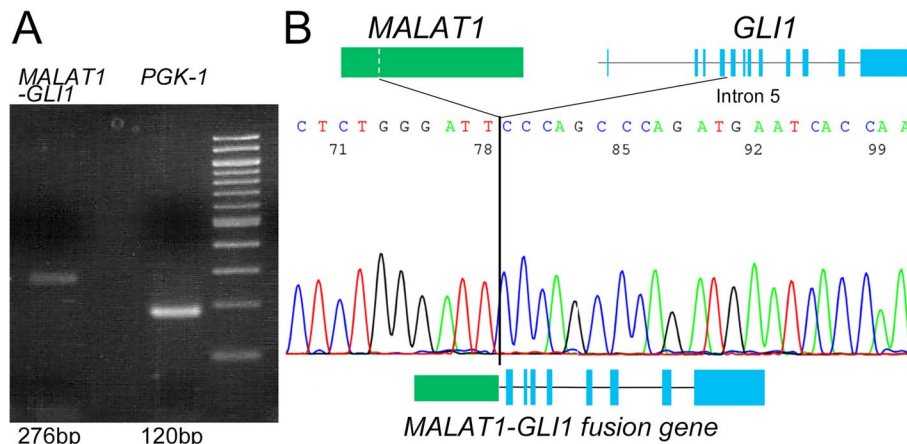 A
MALAT1
-GLI1
PGK-1
276bp
120bp
B
MALAT1
GLI1
Intron 5
C T C T G G G A T T C C C A G C C C A G A T G A A T C A C C A A
71 78 85 92 99
MALAT1-GLI1 fusion gene